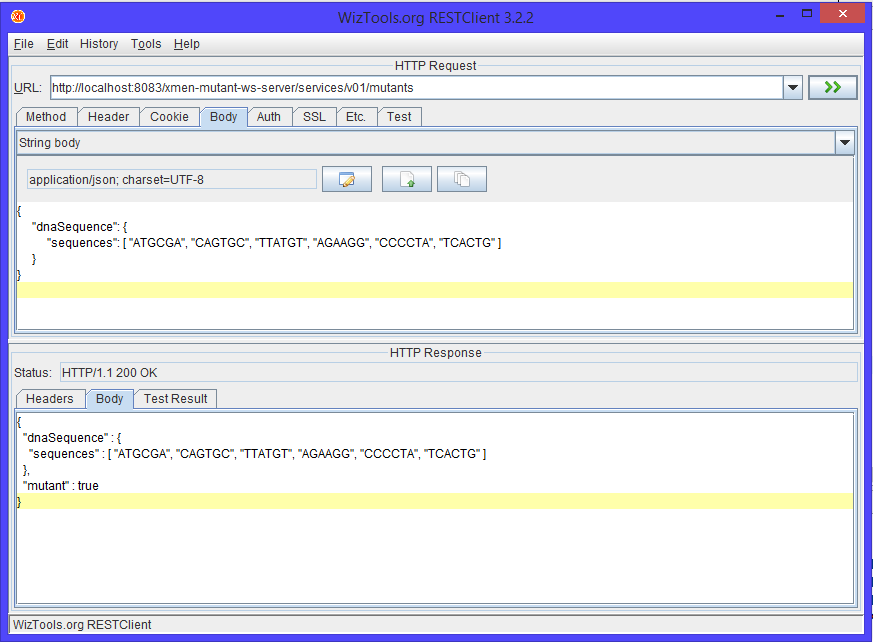 WizTools.org RESTClient 3.2.2
File Edit History Tools Help
HTTP Request
URL: http://localhost:8083/xmen-mutant-ws-server/services/v01/mutants
Method Header Cookie Body Auth SSL Etc. Test
String body
application/json; charset=UTF-8
{
"dnaSequence": {
"sequences": [ "ATGCGA", "CAGTGC", "TTATGT", "AGAAGG", "CCCCTA", "TCACTG" ]
}
}
HTTP Response
Status: HTTP/1.1 200 OK
Headers Body Test Result
{
"dnaSequence" : {
"sequences" : [ "ATGCGA", "CAGTGC", "TTATGT", "AGAAGG", "CCCCTA", "TCACTG" ]
},
"mutant" : true
}
WizTools.org RESTClient